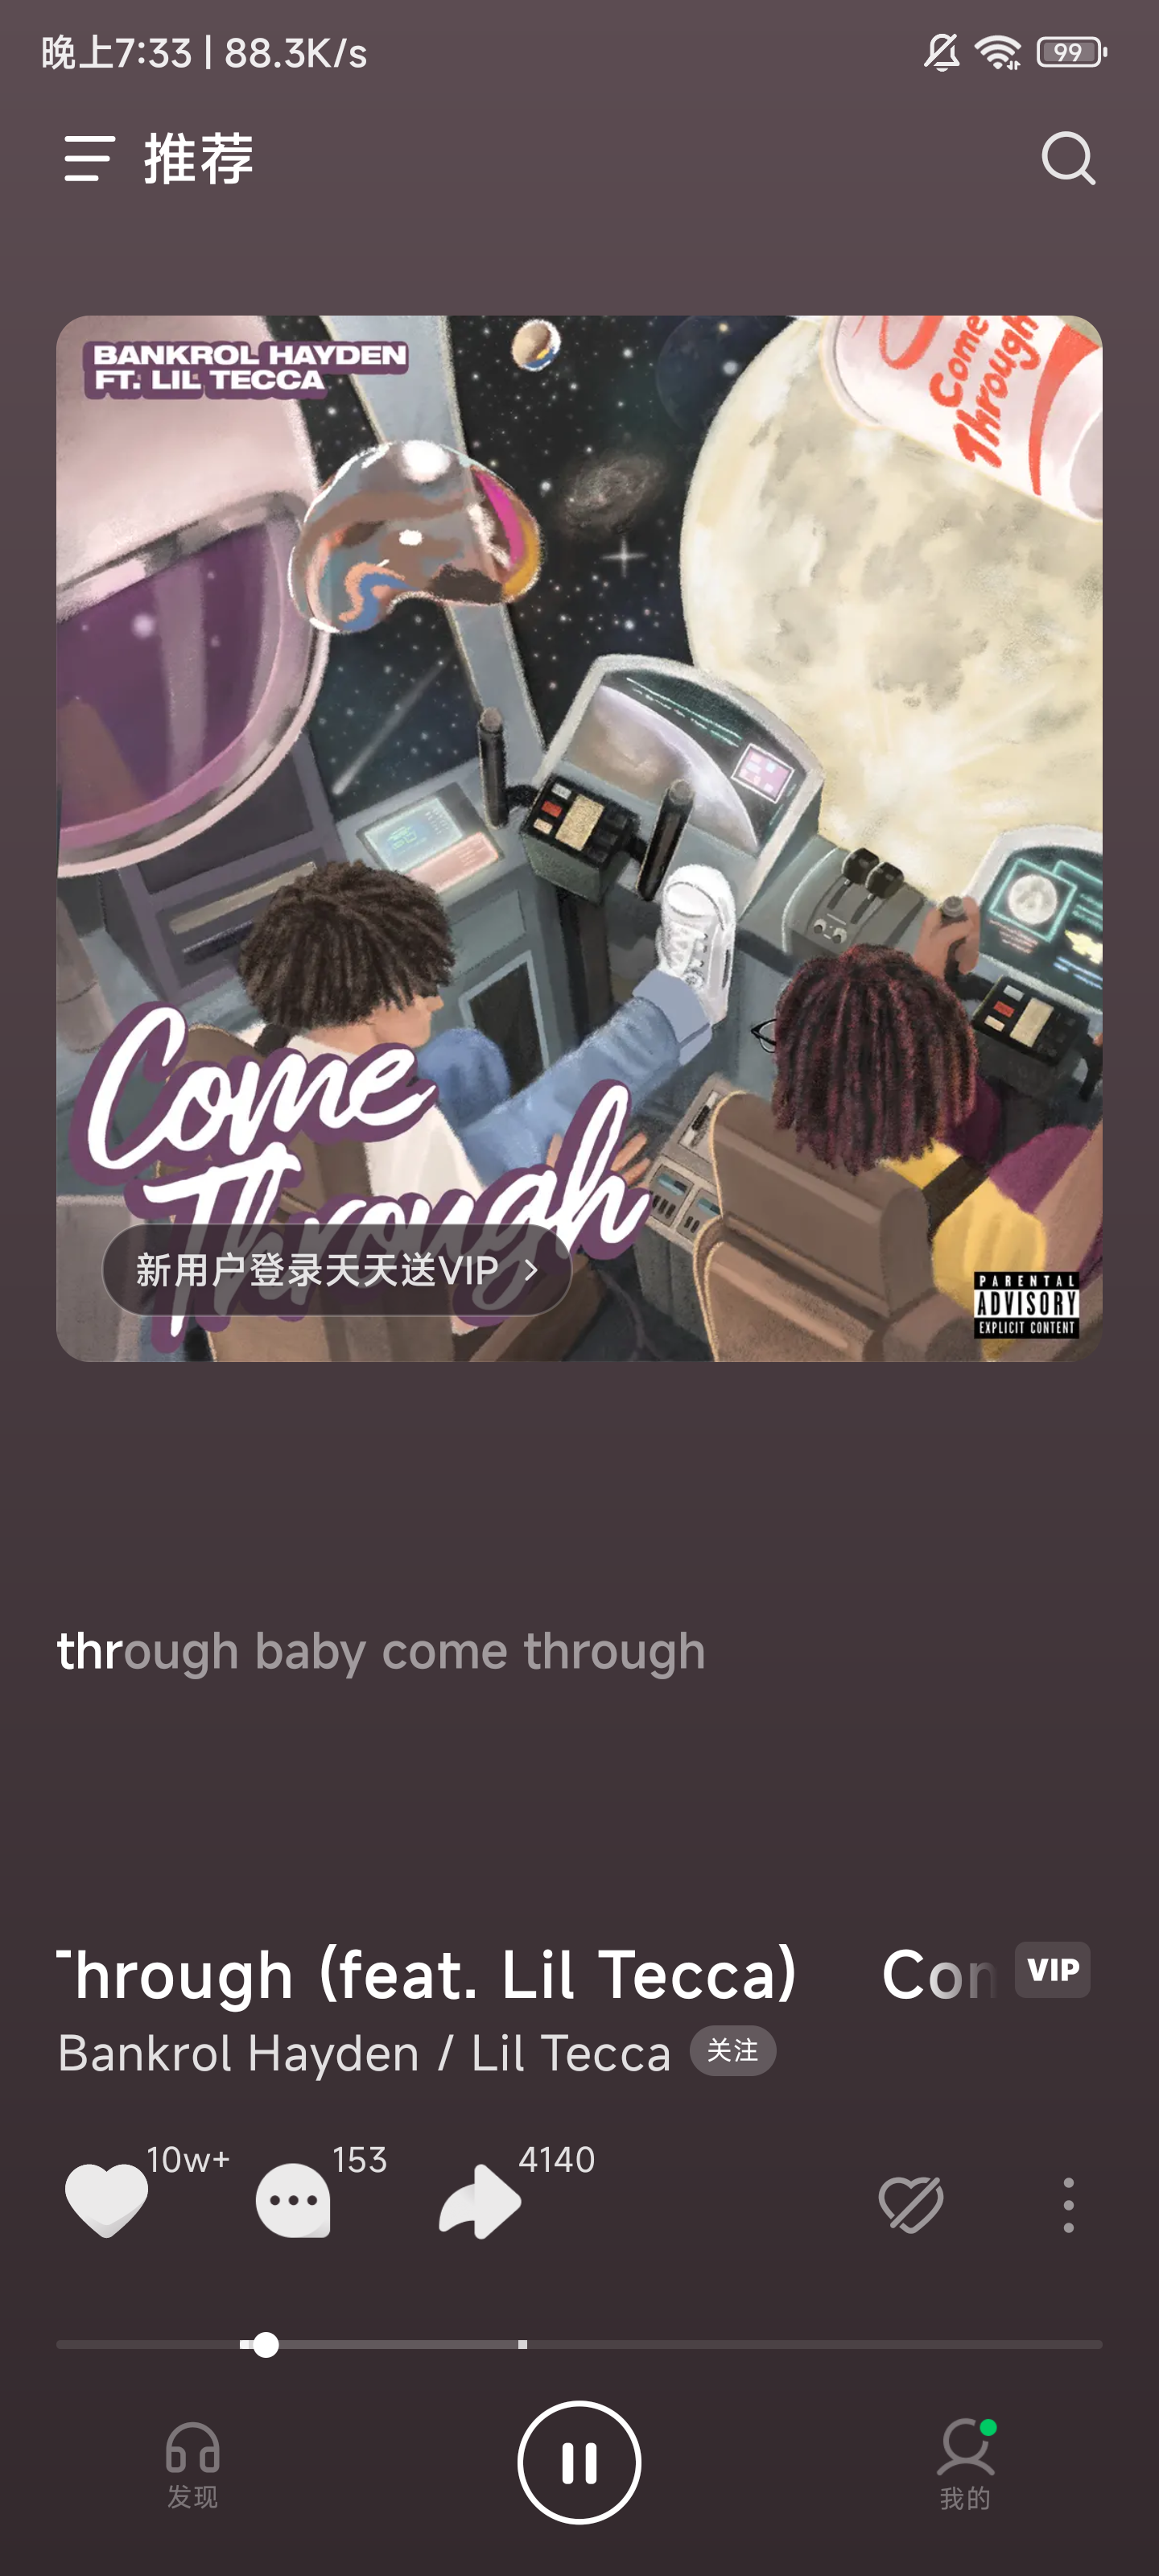 晚上7:33 | 88.3K/s
99
推荐
BANKROL HAYDEN
FT. LIL TECCA
Come
Through
Come
Through
新用户登录天天送VIP
PARENTAL
ADVISORY
EXPLICIT CONTENT
through baby come through
Through (feat. Lil Tecca) Com
VIP
Bankrol Hayden / Lil Tecca 关注
10w+ 153 4140
发现
我的